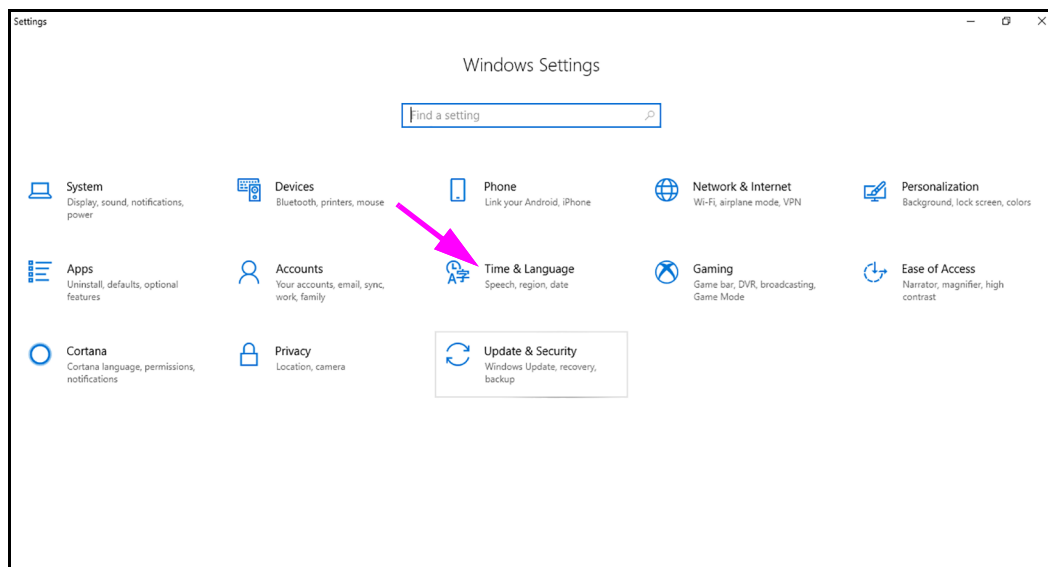 Settings
Windows Settings
Find a setting
System
Display, sound, notifications,
power
Devices
Bluetooth, printers, mouse
Phone
Link your Android, iPhone
Network & Internet
Wi-Fi, airplane mode, VPN
Personalization
Background, lock screen, colors
Apps
Uninstall, defaults, optional
features
Accounts
Your accounts, email, sync,
work, family
A字
Time & Language
Speech, region, date
Gaming
Game bar, DVR, broadcasting,
Game Mode
Ease of Access
Narrator, magnifier, high
contrast
Cortana
Cortana language, permissions,
notifications
Privacy
Location, camera
Update & Security
Windows Update, recovery,
backup